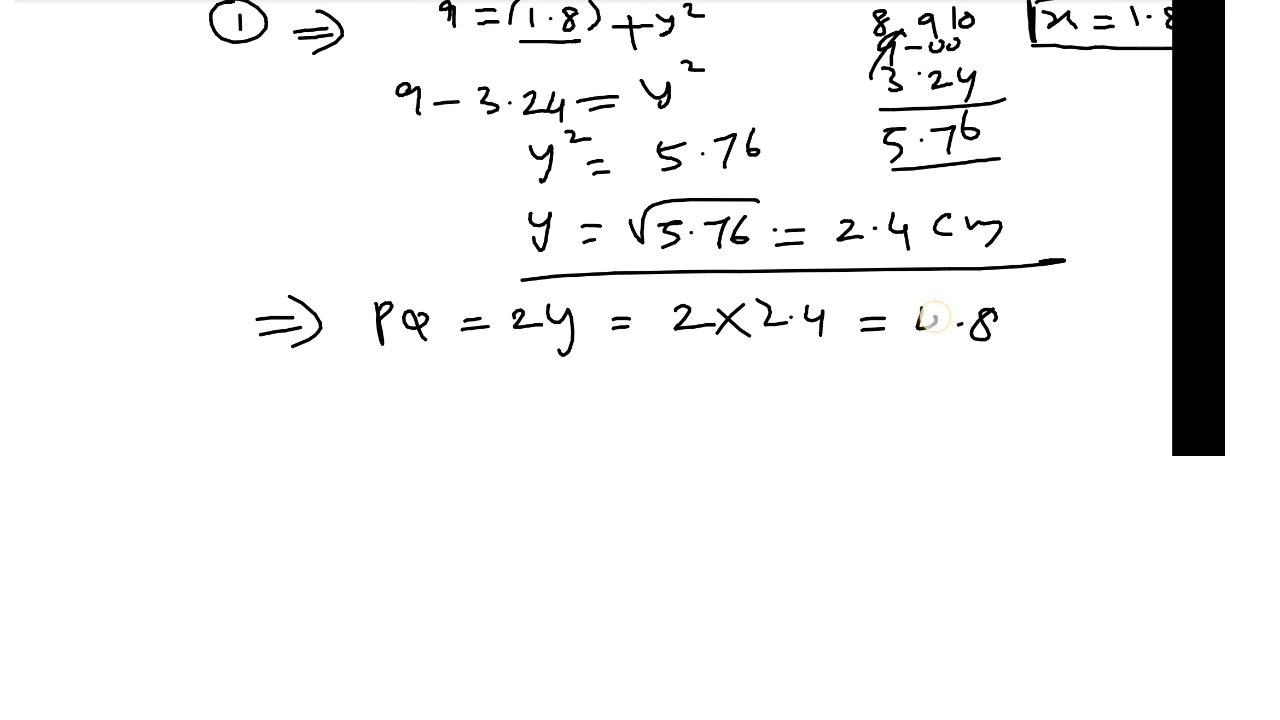 ① ⇒ 9 = (1.8) + y²
8 9 10
9-00
x = 1.8
9 - 3.24 = y²
3.24
y² = 5.76
5.76
y = √5.76 = 2.4 cm
⇒ PQ = 2y = 2×2.4 = 4.8